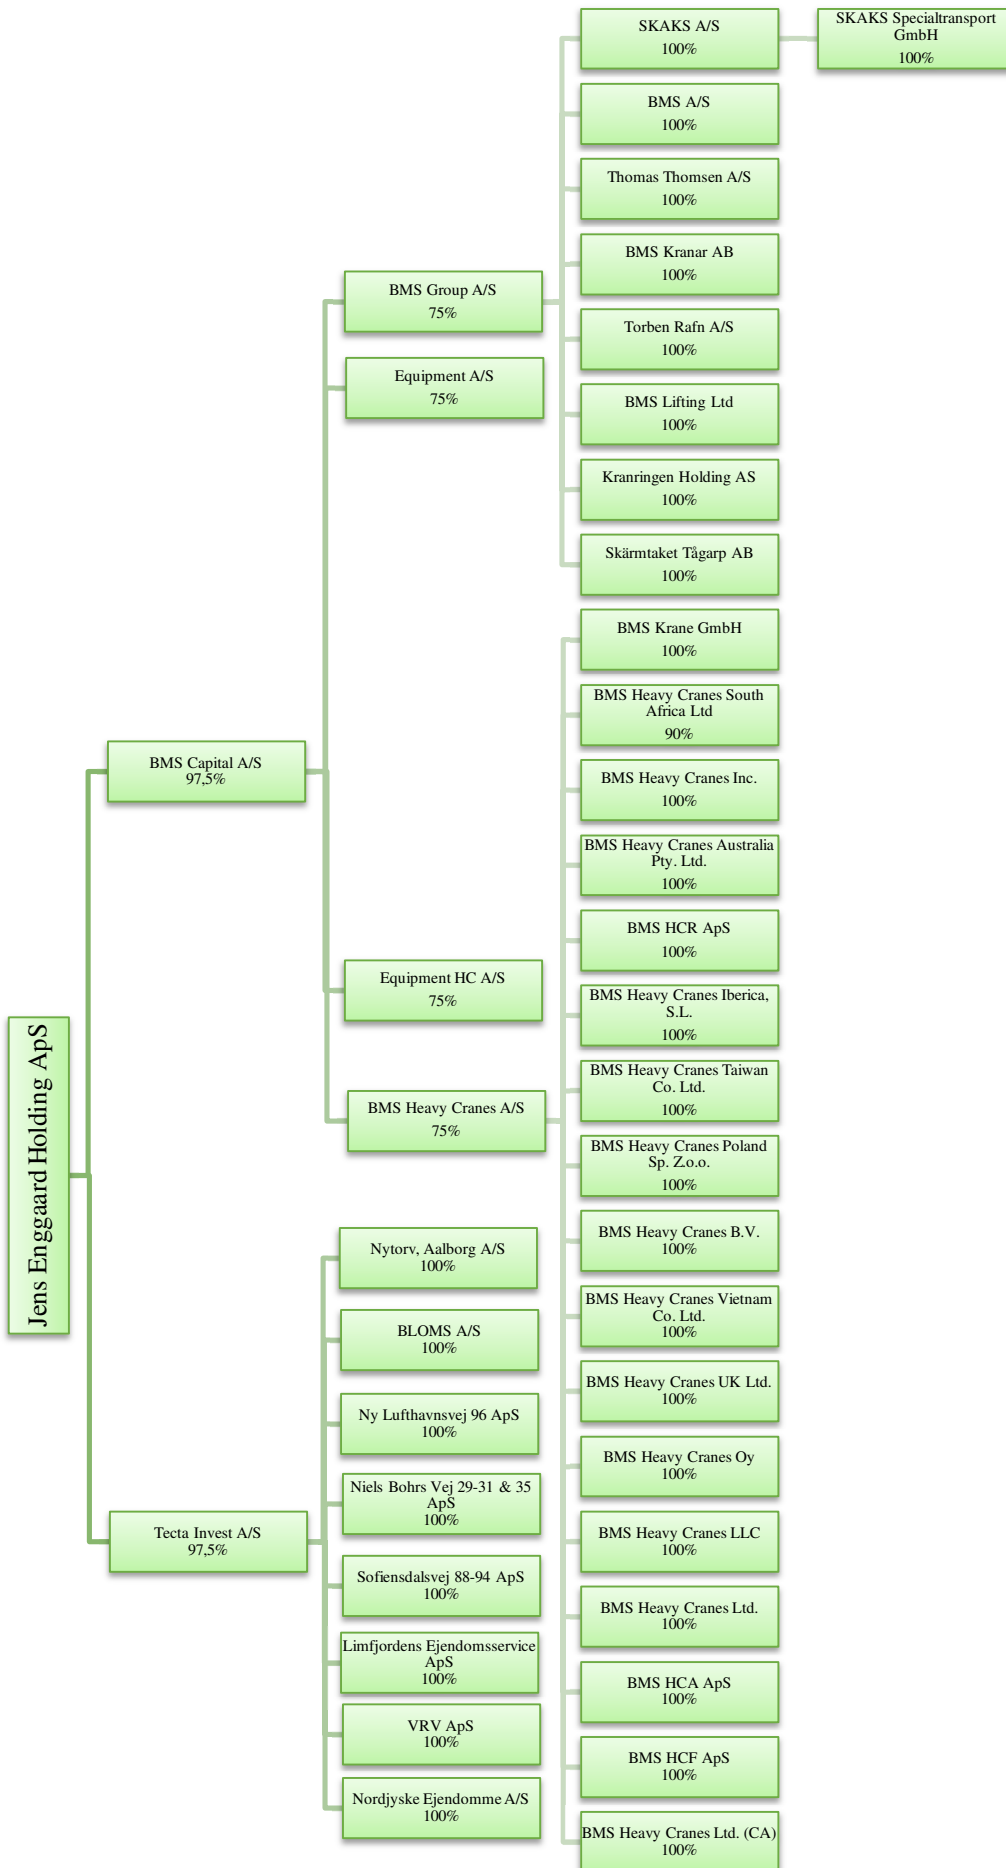 Jens Enggaard Holding ApS
BMS Capital A/S
97,5%
Tecta Invest A/S
97,5%
BMS Group A/S
75%
Equipment A/S
75%
Equipment HC A/S
75%
BMS Heavy Cranes A/S
75%
Nytorv, Aalborg A/S
100%
BLOMS A/S
100%
Ny Lufthavnsvej 96 ApS
100%
Niels Bohrs Vej 29-31 & 35
ApS
100%
Sofiensdalsvej 88-94 ApS
100%
Limfjordens Ejendomsservice
ApS
100%
VRV ApS
100%
Nordjyske Ejendomme A/S
100%
SKAKS A/S
100%
BMS A/S
100%
Thomas Thomsen A/S
100%
BMS Kranar AB
100%
Torben Rafn A/S
100%
BMS Lifting Ltd
100%
Kranringen Holding AS
100%
Skärmtaket Tågarp AB
100%
BMS Krane GmbH
100%
BMS Heavy Cranes South
Africa Ltd
90%
BMS Heavy Cranes Inc.
100%
BMS Heavy Cranes Australia
Pty. Ltd.
100%
BMS HCR ApS
100%
BMS Heavy Cranes Iberica,
S.L.
100%
BMS Heavy Cranes Taiwan
Co. Ltd.
100%
BMS Heavy Cranes Poland
Sp. Z.o.o.
100%
BMS Heavy Cranes B.V.
100%
BMS Heavy Cranes Vietnam
Co. Ltd.
100%
BMS Heavy Cranes UK Ltd.
100%
BMS Heavy Cranes Oy
100%
BMS Heavy Cranes LLC
100%
BMS Heavy Cranes Ltd.
100%
BMS HCA ApS
100%
BMS HCF ApS
100%
BMS Heavy Cranes Ltd. (CA)
100%
SKAKS Specialtransport
GmbH
100%